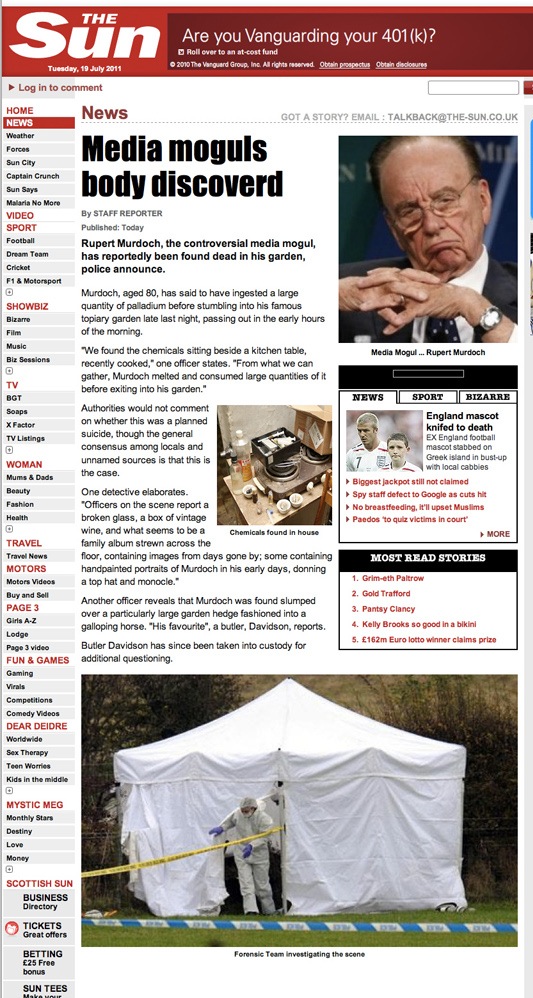 THE
Sun
Tuesday, 19 July 2011
Are you Vanguarding your 401(k)?
Roll over to an at-cost fund
© 2010 The Vanguard Group, Inc. All rights reserved. Obtain prospectus Obtain disclosures
Log in to comment
HOME
NEWS
Weather
Forces
Sun City
Captain Crunch
Sun Says
Malaria No More
VIDEO
SPORT
Football
Dream Team
Cricket
F1 & Motorsport
SHOWBIZ
Bizarre
Film
Music
Biz Sessions
TV
BGT
Soaps
X Factor
TV Listings
WOMAN
Mums & Dads
Beauty
Fashion
Health
TRAVEL
Travel News
MOTORS
Motors Videos
Buy and Sell
PAGE 3
Girls A-Z
Lodge
Page 3 video
FUN & GAMES
Gaming
Virals
Competitions
Comedy Videos
DEAR DEIDRE
Worldwide
Sex Therapy
Teen Worries
Kids in the middle
MYSTIC MEG
Monthly Stars
Destiny
Love
Money
SCOTTISH SUN
BUSINESS
Directory
TICKETS
Great offers
BETTING
£25 Free
bonus
SUN TEES
Make your
News
GOT A STORY? EMAIL : TALKBACK@THE-SUN.CO.UK
Media moguls
body discoverd
By STAFF REPORTER
Published: Today
Rupert Murdoch, the controversial media mogul,
has reportedly been found dead in his garden,
police announce.
Murdoch, aged 80, has said to have ingested a large
quantity of palladium before stumbling into his famous
topiary garden late last night, passing out in the early hours
of the morning.
"We found the chemicals sitting beside a kitchen table,
recently cooked," one officer states. "From what we can
gather, Murdoch melted and consumed large quantities of it
before exiting into his garden."
Authorities would not comment
on whether this was a planned
suicide, though the general
consensus among locals and
unnamed sources is that this is
the case.
One detective elaborates.
"Officers on the scene report a
broken glass, a box of vintage
wine, and what seems to be a
family album strewn across the
floor, containing images from days gone by; some containing
handpainted portraits of Murdoch in his early days, donning
a top hat and monocle."
Another officer reveals that Murdoch was found slumped
over a particularly large garden hedge fashioned into a
galloping horse. "His favourite", a butler, Davidson, reports.
Butler Davidson has since been taken into custody for
additional questioning.
Chemicals found in house
Media Mogul ... Rupert Murdoch
NEWS SPORT BIZARRE
England mascot
knifed to death
EX England football
mascot stabbed on
Greek island in bust-up
with local cabbies
Biggest jackpot still not claimed
Spy staff defect to Google as cuts hit
No breastfeeding, it'll upset Muslims
Paedos 'to quiz victims in court'
MORE
MOST READ STORIES
1. Grim-eth Paltrow
2. Gold Trafford
3. Pantsy Clancy
4. Kelly Brooks so good in a bikini
5. £162m Euro lotto winner claims prize
Forensic Team investigating the scene